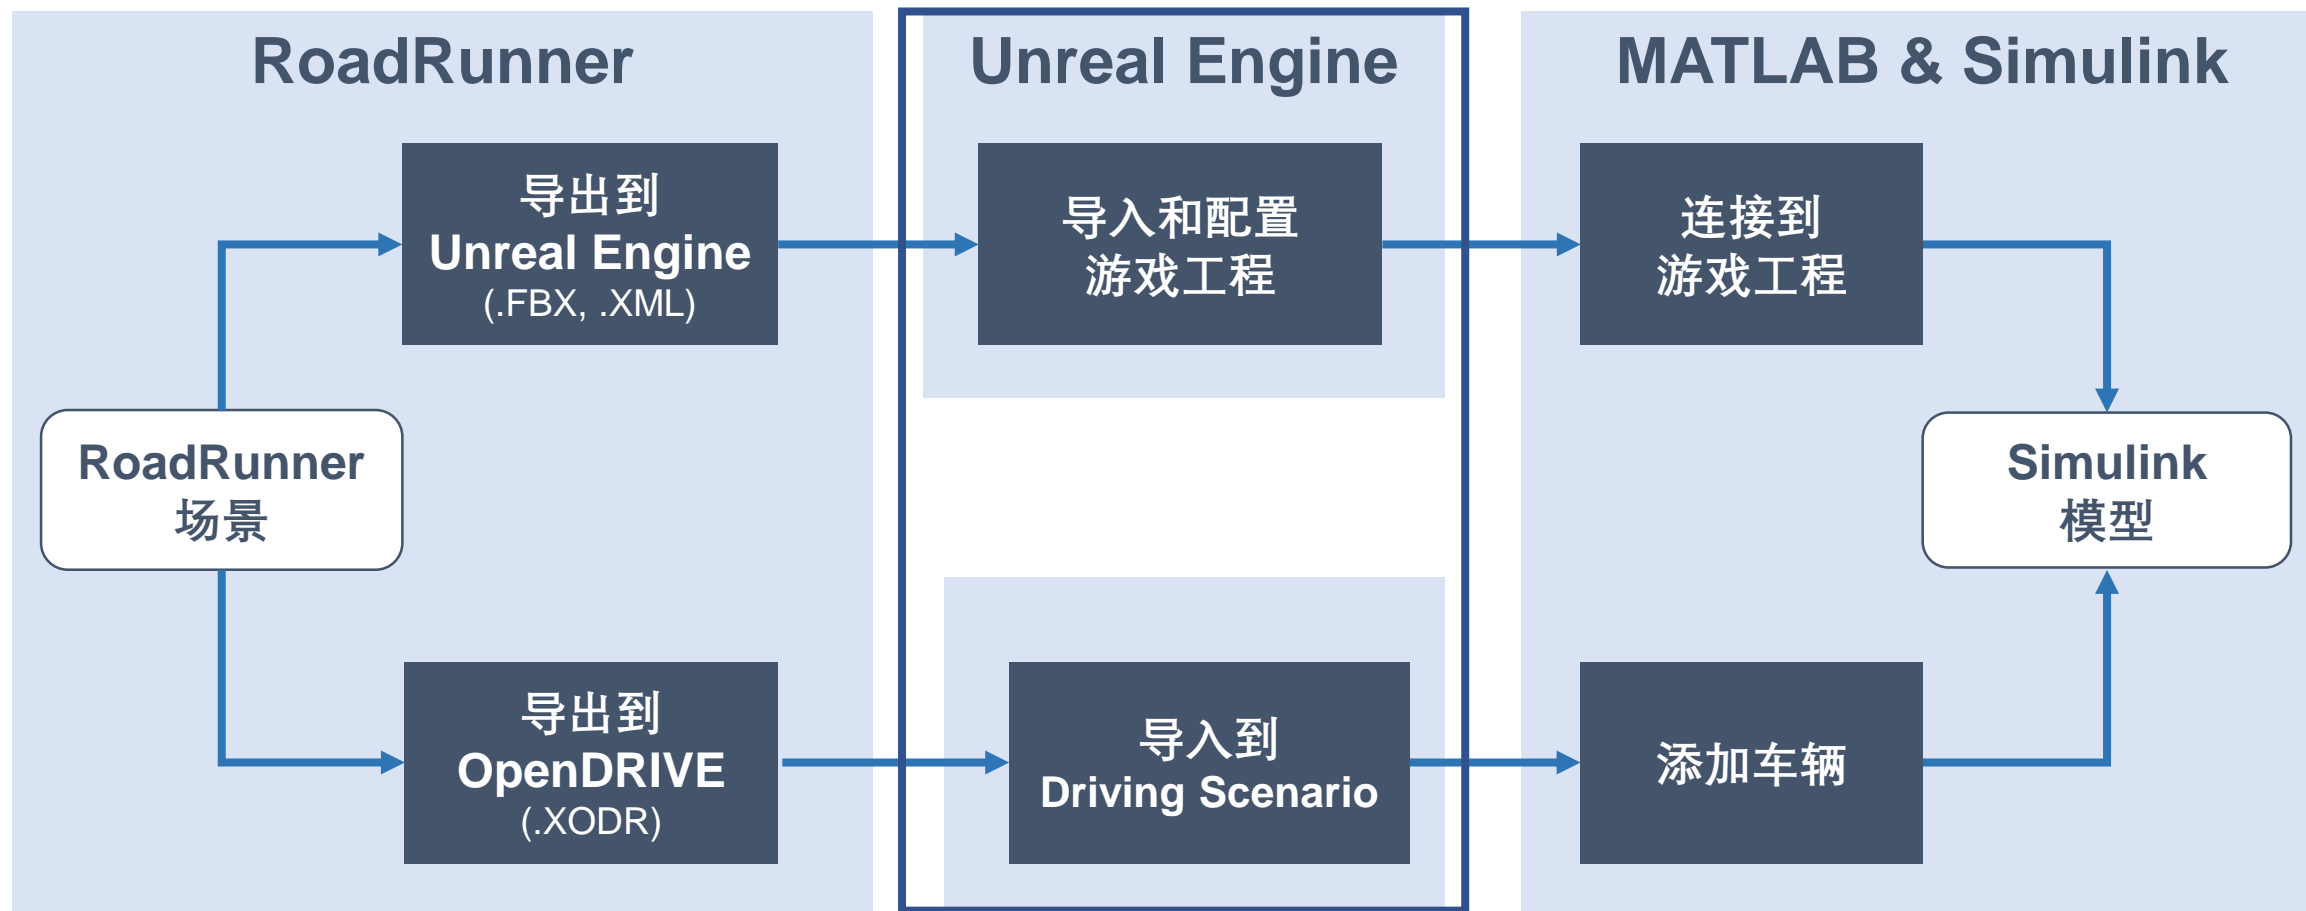 RoadRunner
Unreal Engine
MATLAB & Simulink
导出到
Unreal Engine
(.FBX, .XML)
导入和配置
游戏工程
连接到
游戏工程
RoadRunner
场景
Simulink
模型
导出到
OpenDRIVE
(.XODR)
导入到
Driving Scenario
添加车辆